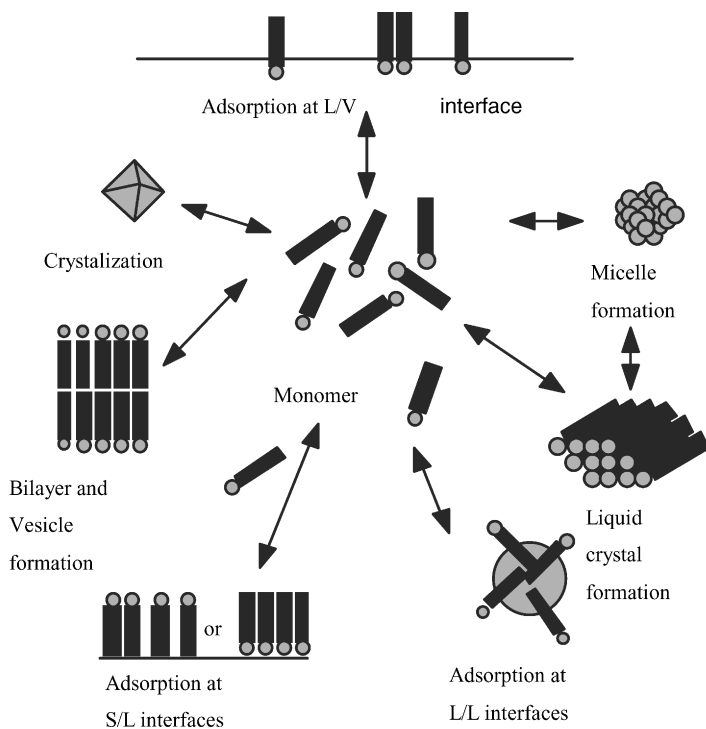 Adsorption at L/V interface
Crystalization
Micelle
formation
Monomer
Bilayer and
Vesicle
formation
Liquid
crystal
formation
or
Adsorption at
S/L interfaces
Adsorption at
L/L interfaces